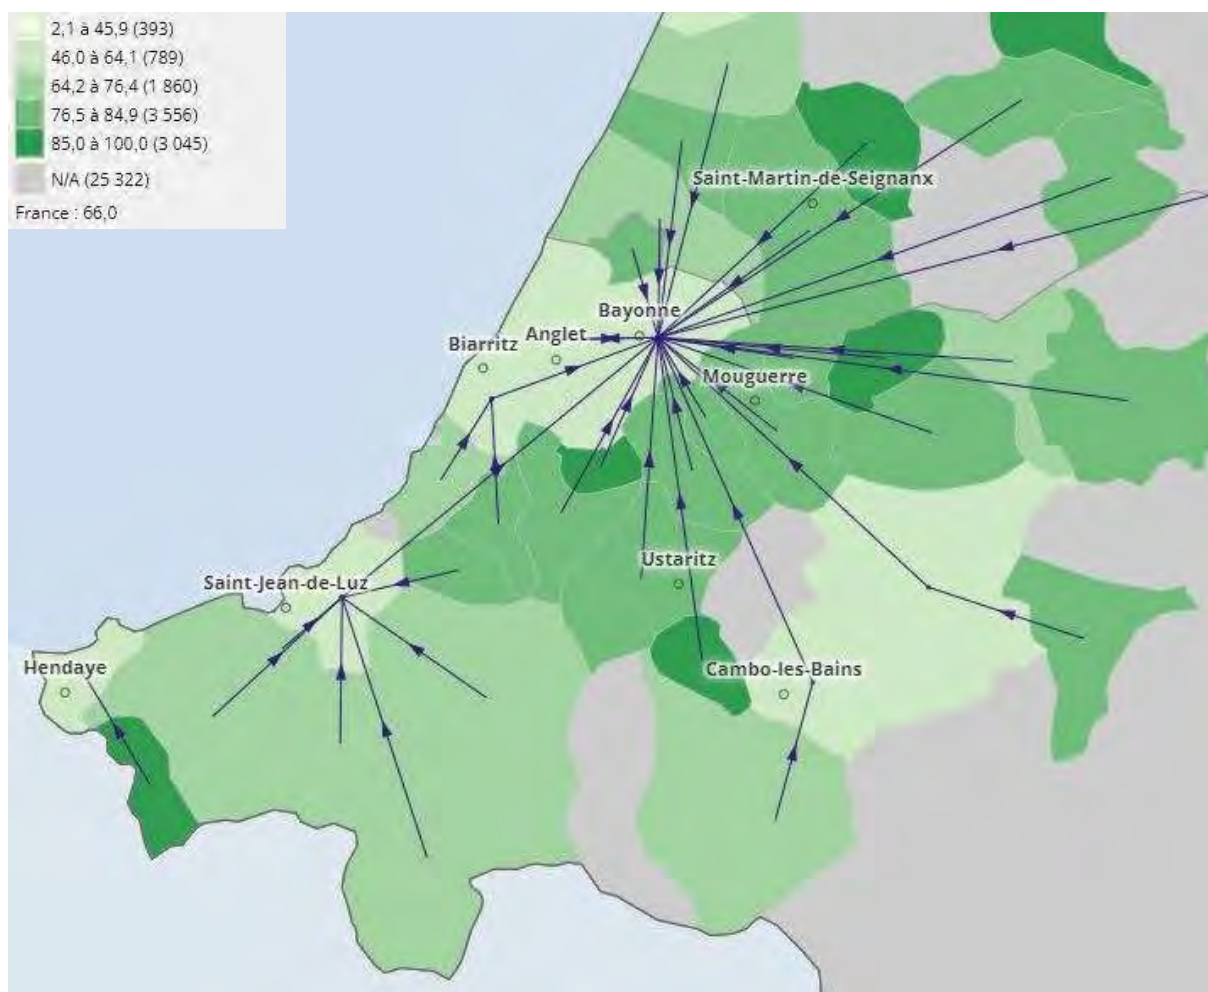 2,1 à 45,9 (393)
46,0 à 64,1 (789)
64,2 à 76,4 (1 860)
76,5 à 84,9 (3 556)
85,0 à 100,0 (3 045)
N/A (25 322)
France : 66,0
Saint-Martin-de-Seignanx
Bayonne
Anglet
Biarritz
Mouguerre
Ustaritz
Saint-Jean-de-Luz
Hendaye
Cambo-les-Bains